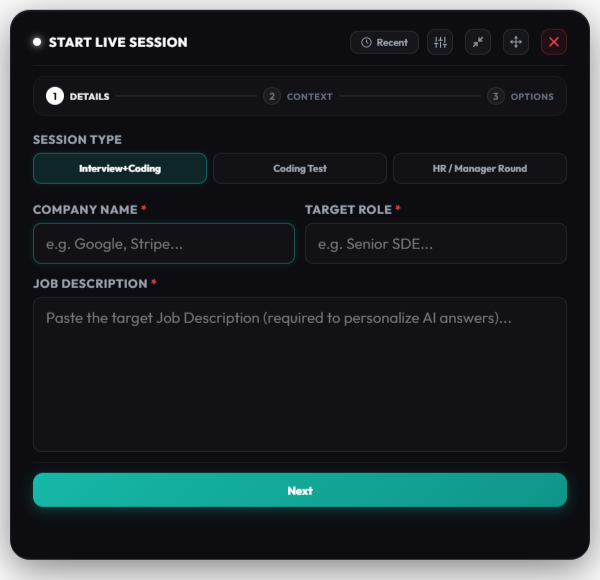 START LIVE SESSION
Recent
1 DETAILS
2 CONTEXT
3 OPTIONS
SESSION TYPE
Interview+Coding
Coding Test
HR / Manager Round
COMPANY NAME *
TARGET ROLE *
e.g. Google, Stripe...
e.g. Senior SDE...
JOB DESCRIPTION *
Paste the target Job Description (required to personalize AI answers)...
Next